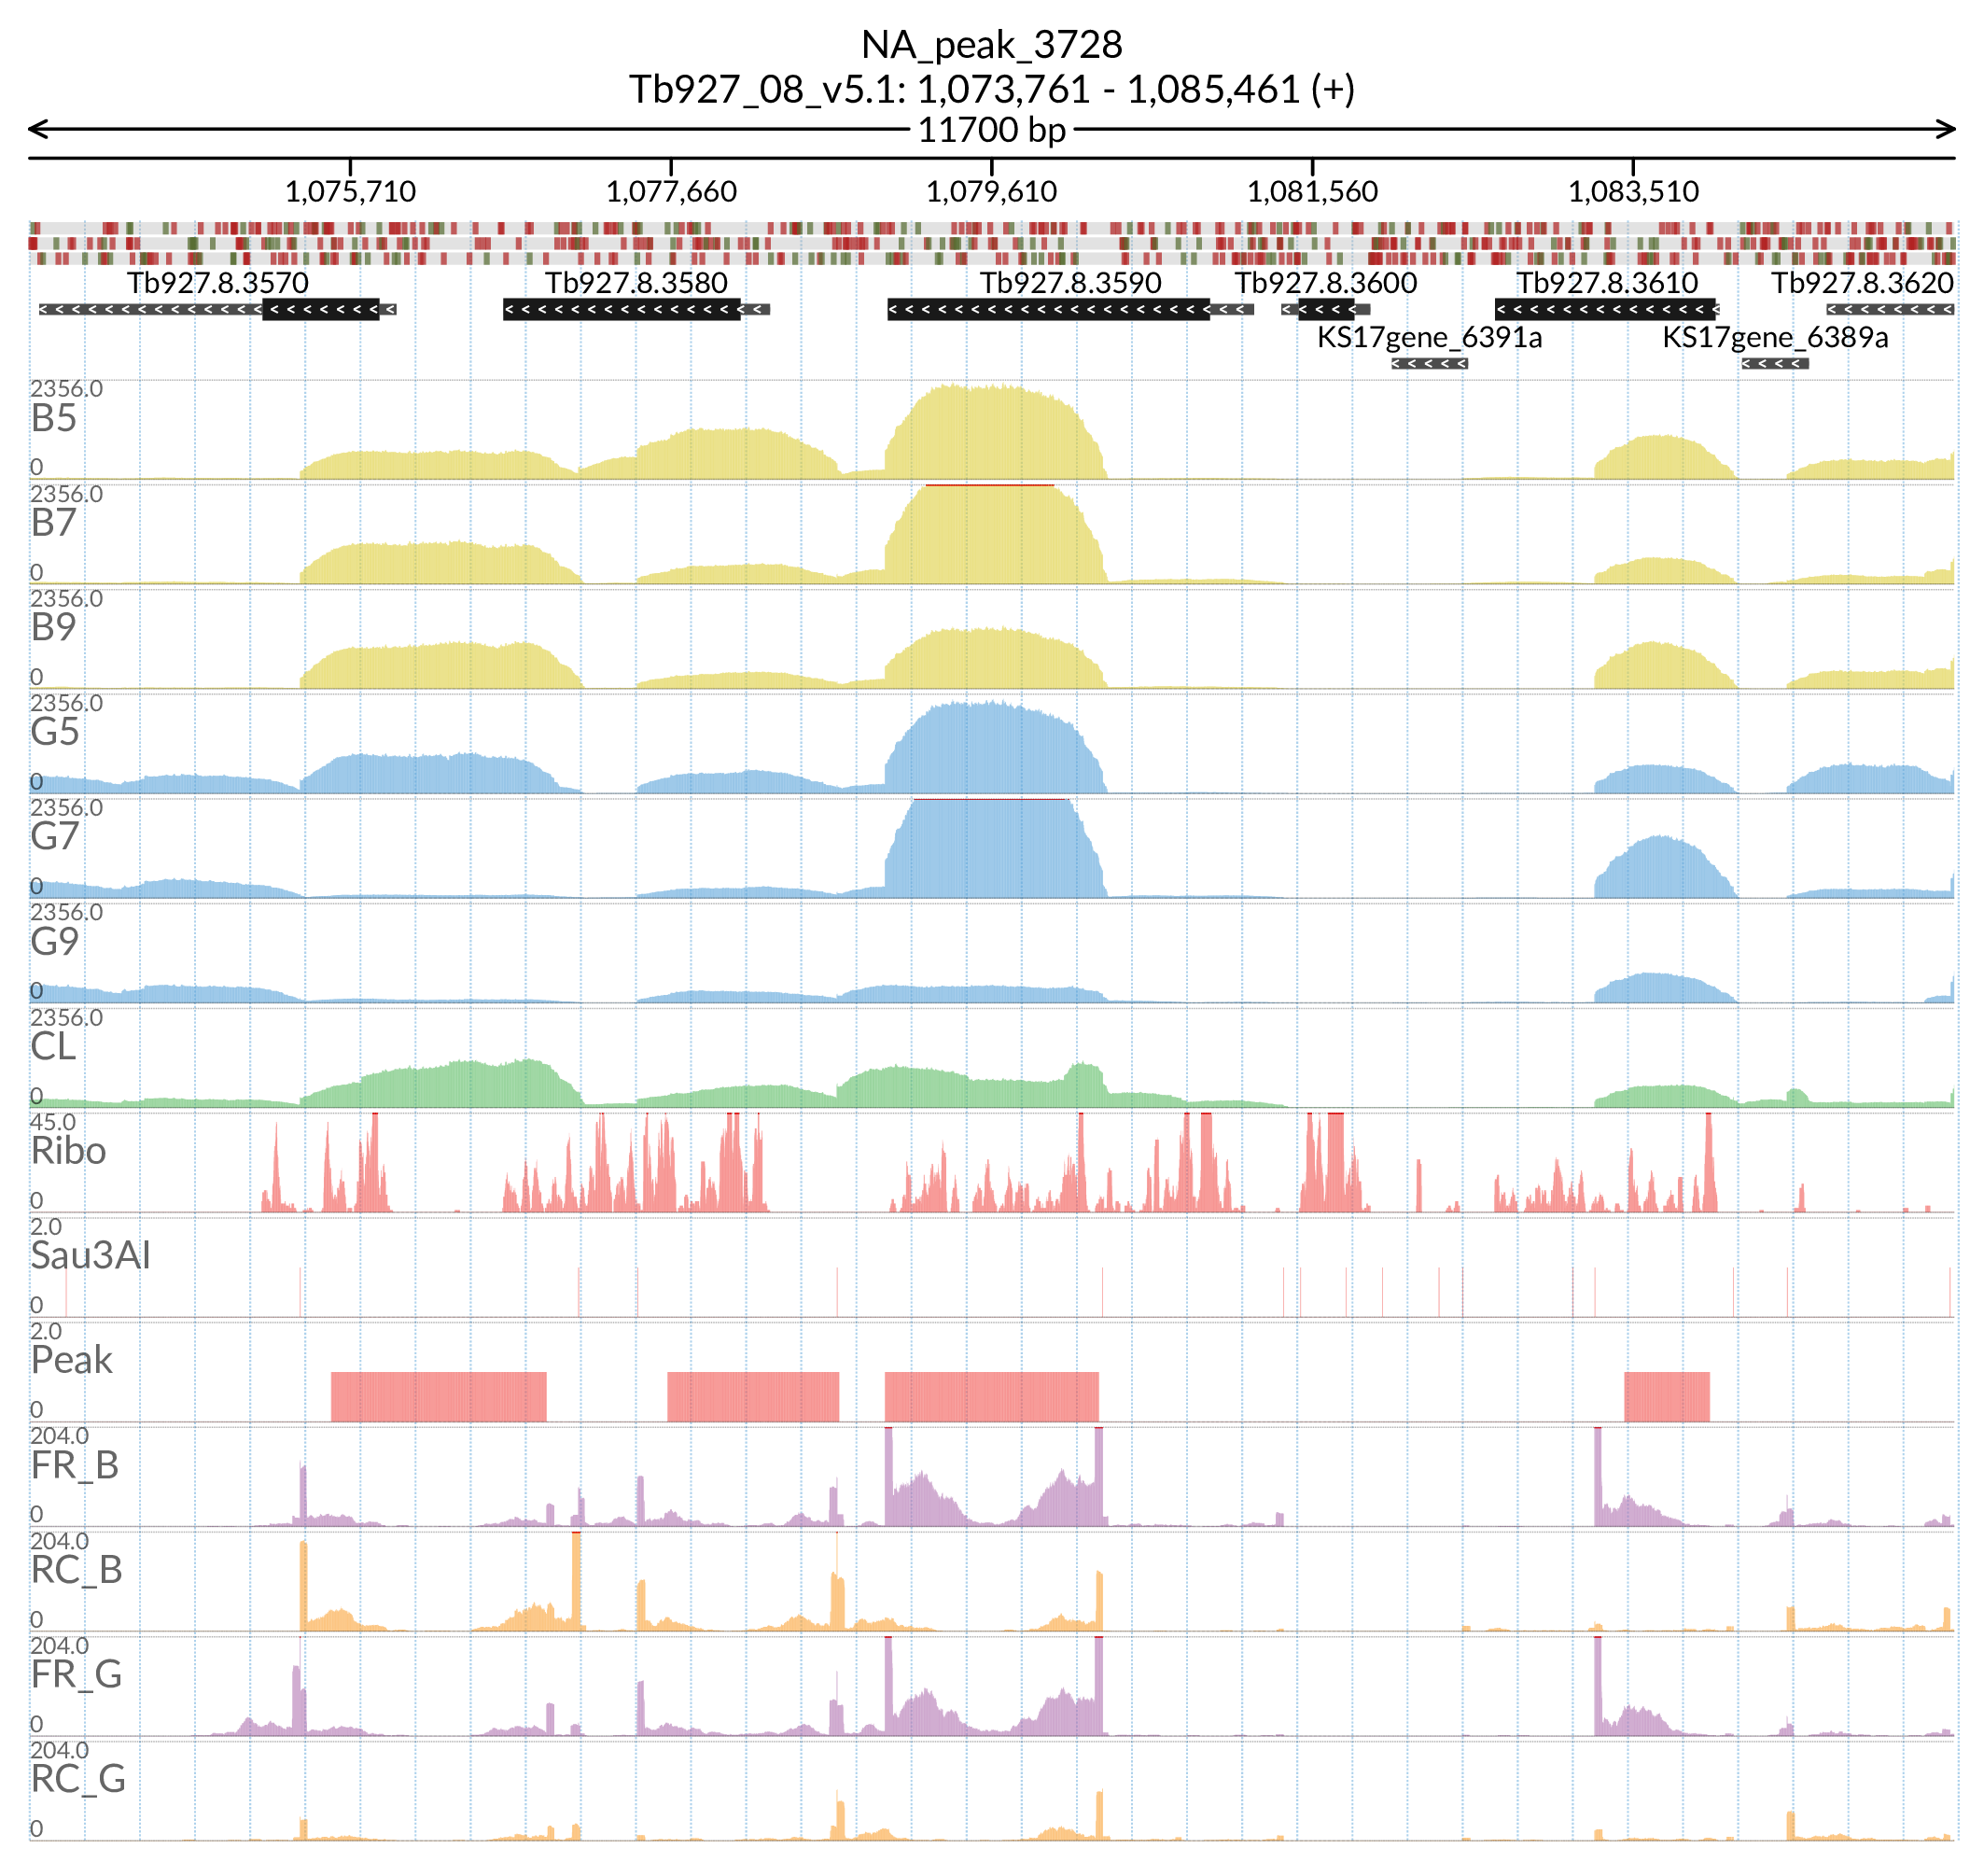 NA_peak_3728
Tb927_08_v5.1: 1,073,761 - 1,085,461 (+)
11700 bp
1,075,710 1,077,660 1,079,610 1,081,560 1,083,510
Tb927.8.3570 Tb927.8.3580 Tb927.8.3590 Tb927.8.3600 Tb927.8.3610 Tb927.8.3620
KS17gene_6391a KS17gene_6389a
2356.0
B5
0
2356.0
B7
0
2356.0
B9
0
2356.0
G5
0
2356.0
G7
0
2356.0
G9
0
2356.0
CL
0
45.0
Ribo
0
2.0
Sau3AI
0
2.0
Peak
0
204.0
FR_B
0
204.0
RC_B
0
204.0
FR_G
0
204.0
RC_G
0